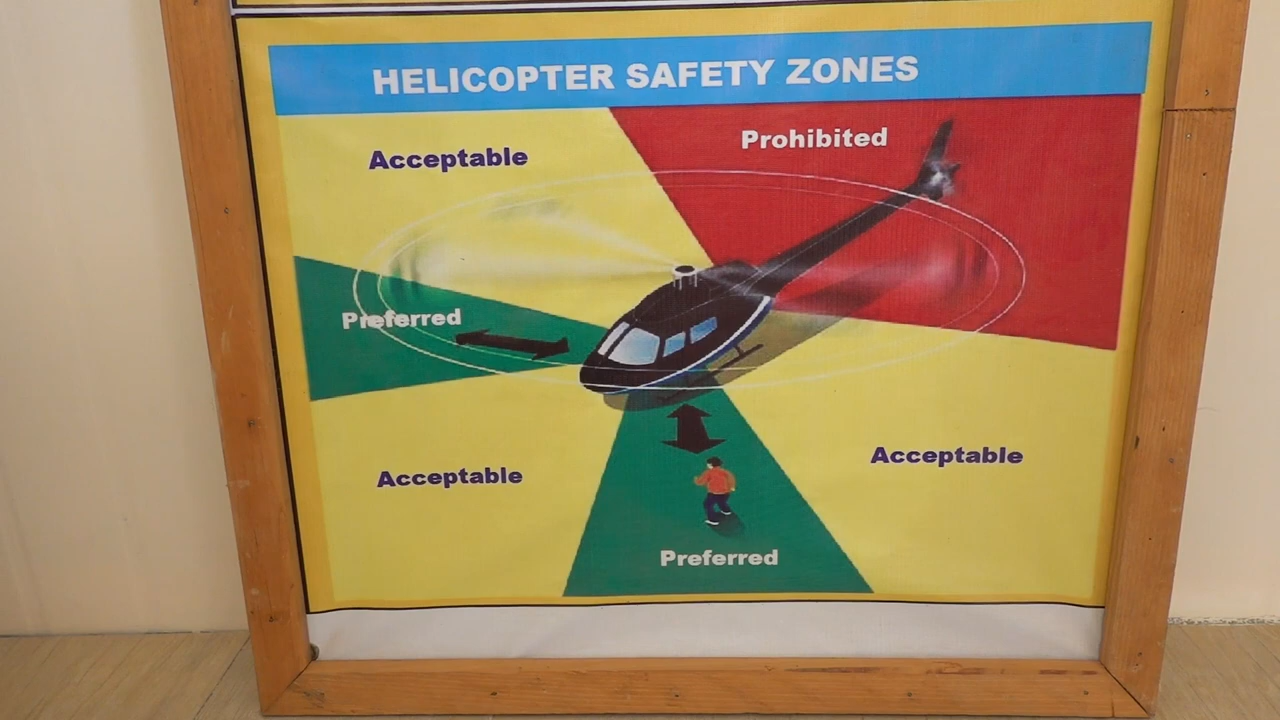 HELICOPTER SAFETY ZONES
Prohibited
Acceptable
Preferred
Acceptable
Acceptable
Preferred